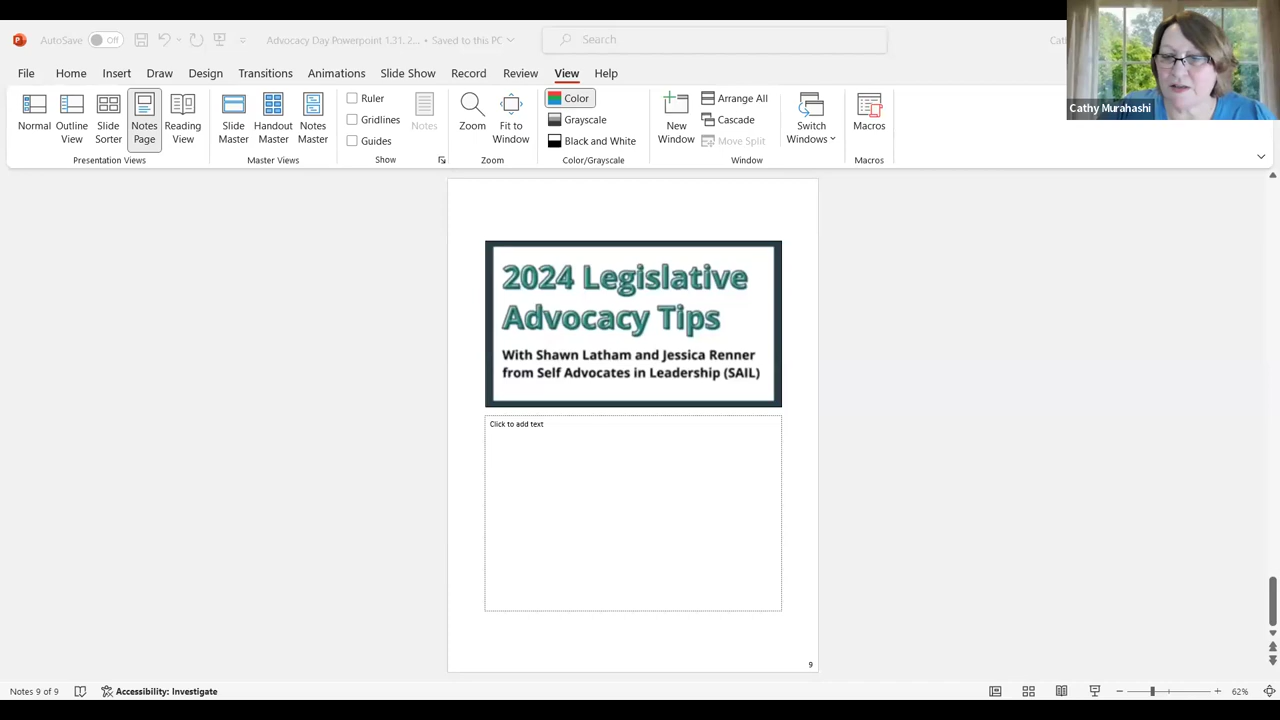 AutoSave
Off
Advocacy Day Powerpoint 1.31. 2... • Saved to this PC
Search
Cathy Murahashi
File
Home
Insert
Draw
Design
Transitions
Animations
Slide Show
Record
Review
View
Help
Normal
Outline
View
Slide
Sorter
Notes
Page
Reading
View
Presentation Views
Slide
Master
Handout
Master
Notes
Master
Master Views
Ruler
Gridlines
Guides
Notes
Show
Zoom
Fit to
Window
Zoom
Color
Grayscale
Black and White
Color/Grayscale
New
Window
Arrange All
Cascade
Move Split
Switch
Windows
Window
Macros
Macros
2024 Legislative
Advocacy Tips
With Shawn Latham and Jessica Renner
from Self Advocates in Leadership (SAIL)
Click to add text
9
Notes 9 of 9
Accessibility: Investigate
62%